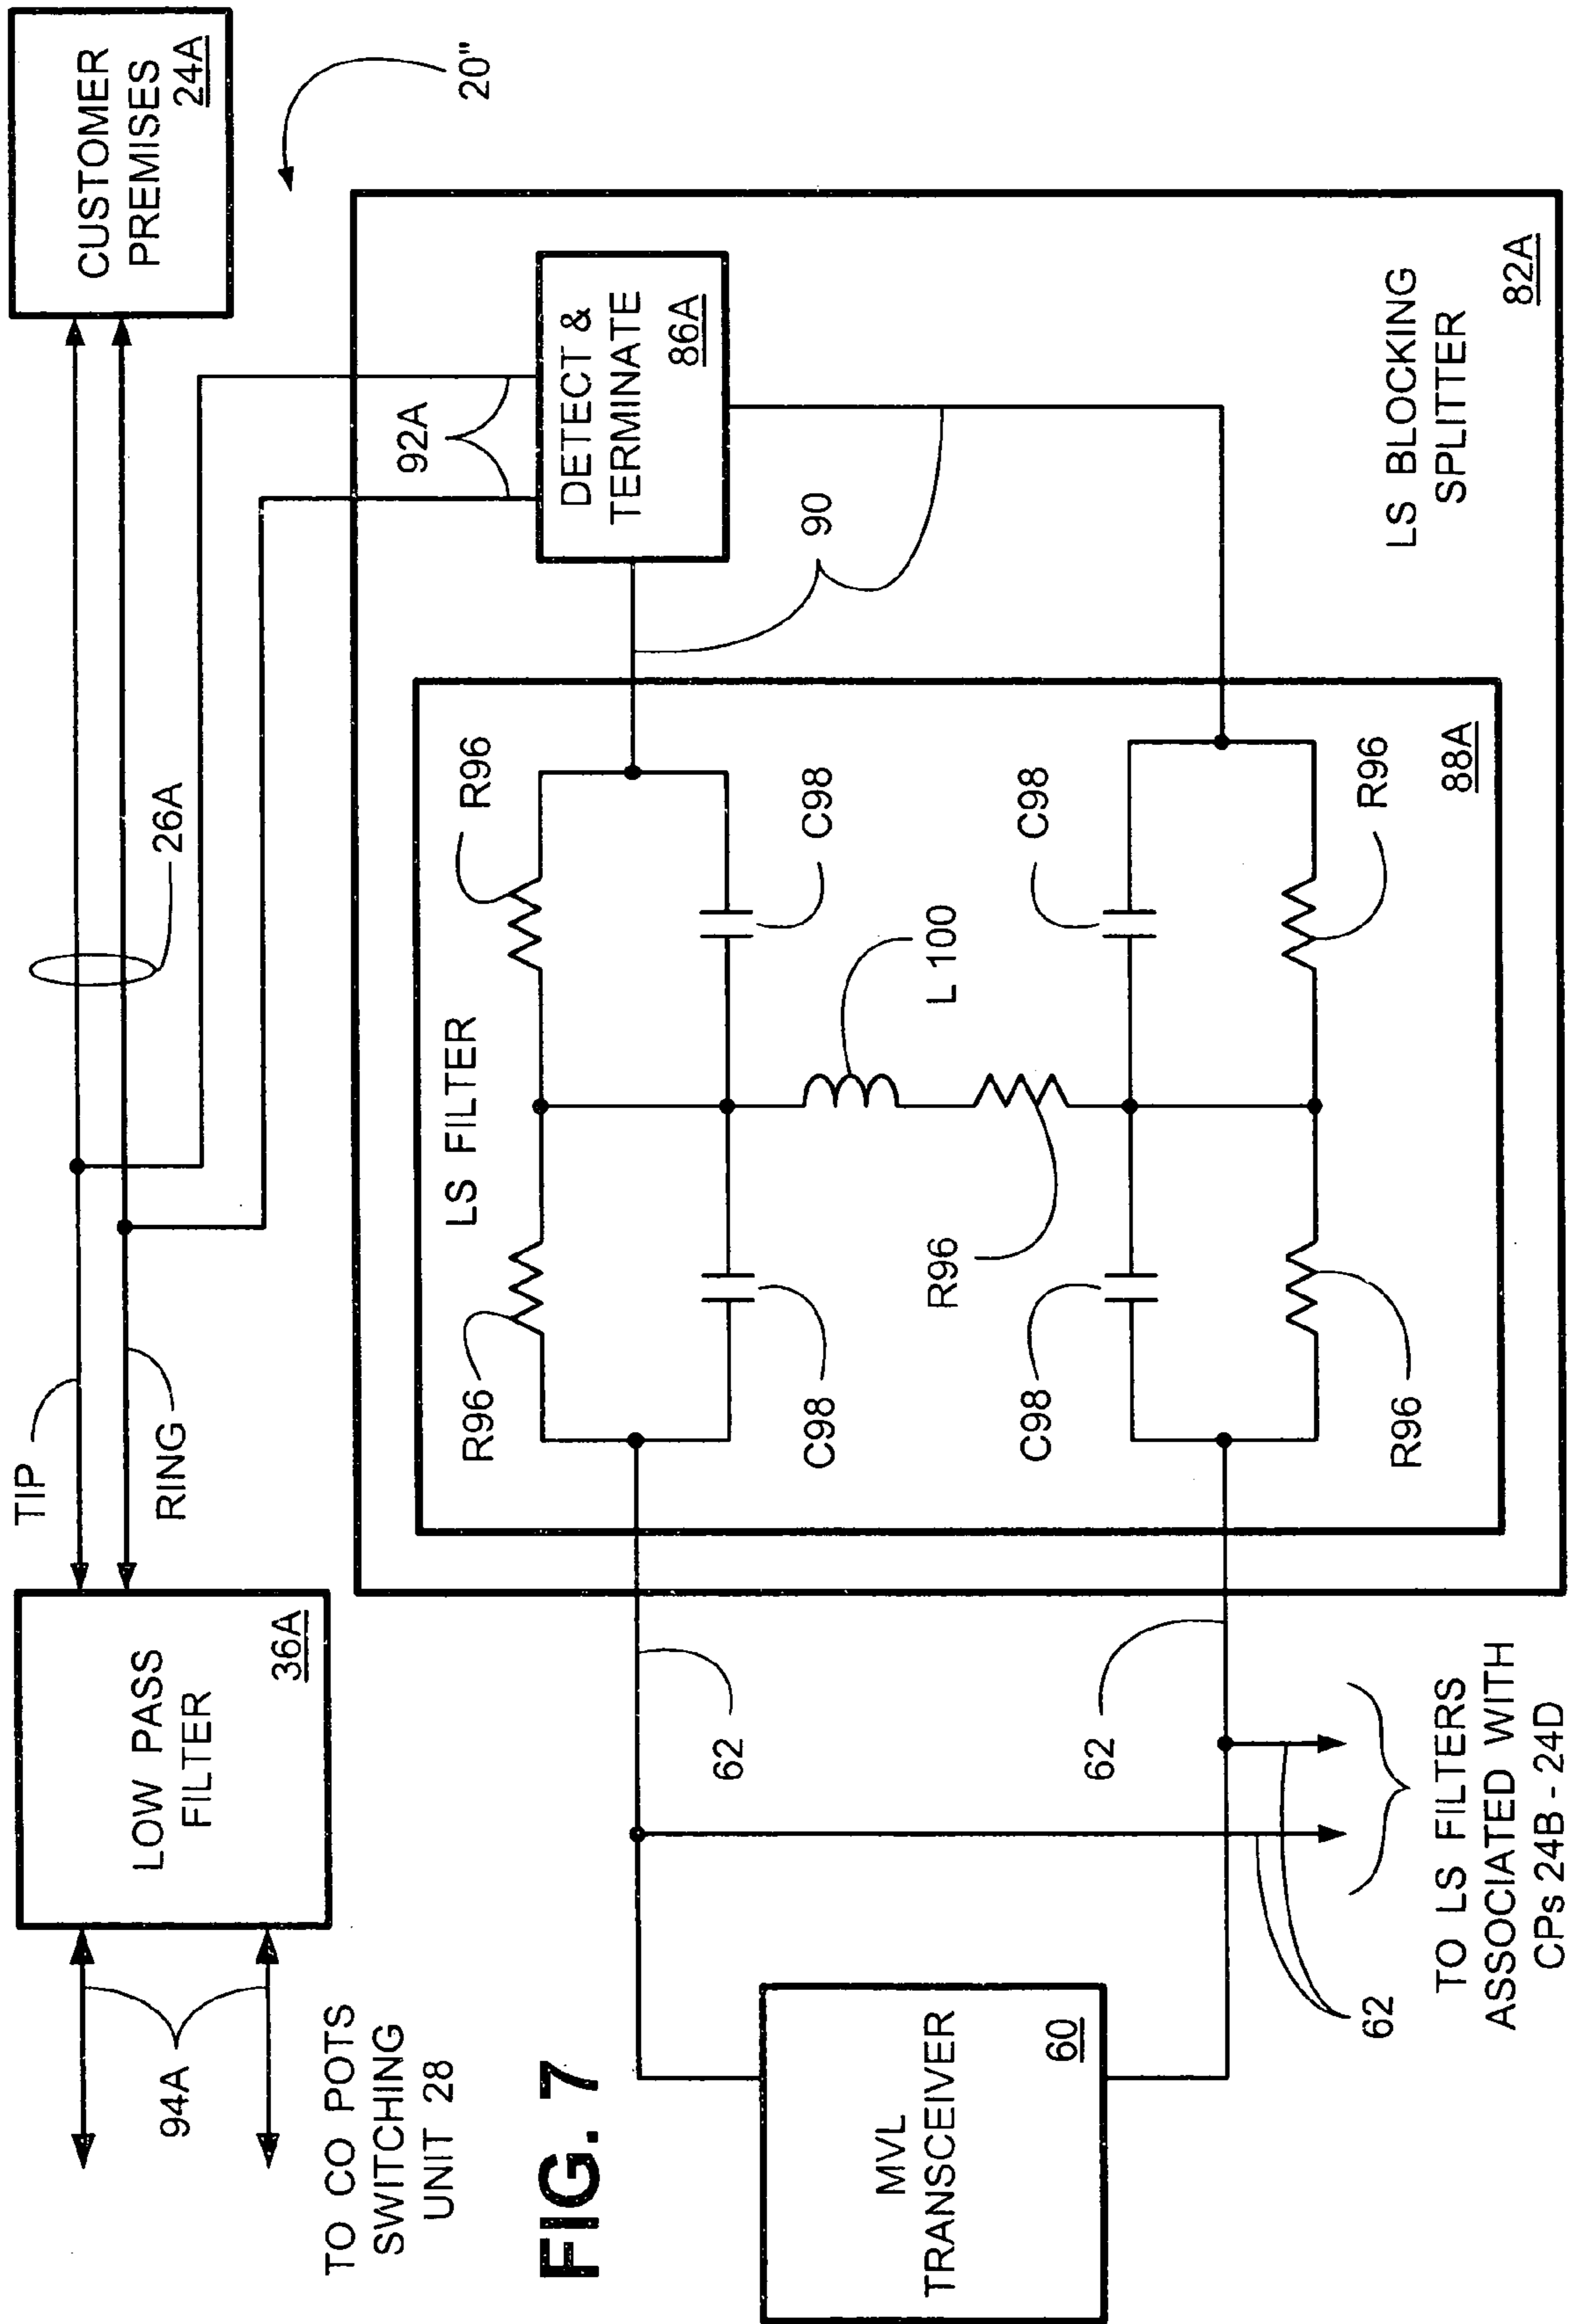 CUSTOMER
PREMISES
24A
20"
26A
TIP
RING
LOW PASS
FILTER
36A
94A
TO CO POTS
SWITCHING
UNIT 28
FIG. 7
92A
DETECT &
TERMINATE
86A
90
LS BLOCKING
SPLITTER
82A
LS FILTER
88A
R96
R96
C98
C98
L 100
R96
C98
C98
R96
R96
62
62
62
MVL
TRANSCEIVER
60
TO LS FILTERS
ASSOCIATED WITH
CPs 24B - 24D